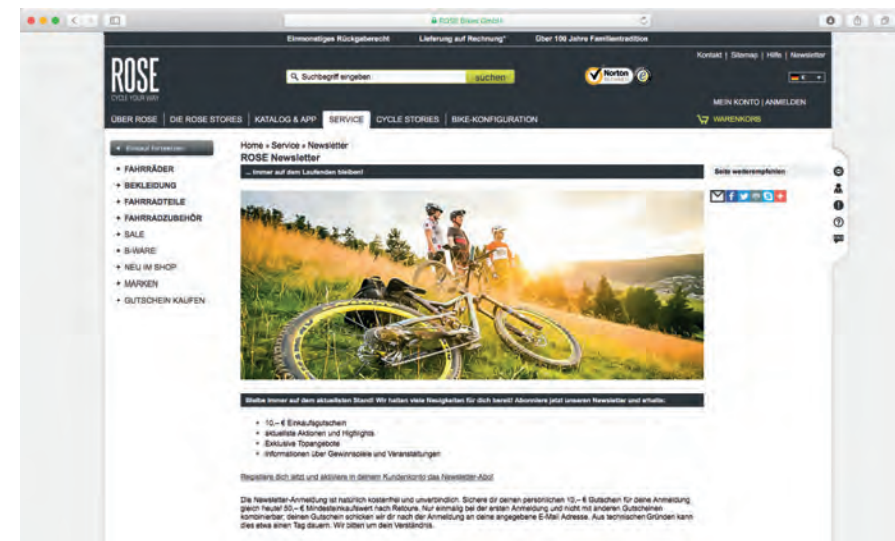 ROSE Bikes GmbH
Einmonatiges Rückgaberecht Lieferung auf Rechnung* Über 100 Jahre Familientradition
Kontakt | Sitemap | Hilfe | Newsletter
ROSE
CYCLE YOUR WAY
Suchbegriff eingeben suchen
Norton
€
MEIN KONTO | ANMELDEN
ÜBER ROSE | DIE ROSE STORES | KATALOG & APP SERVICE CYCLE STORIES | BIKE-KONFIGURATION
WARENKORB
Einkauf fortsetzen
Home » Service » Newsletter
ROSE Newsletter
... Immer auf dem Laufenden bleiben!
Seite weiterempfehlen
+ FAHRRÄDER
+ BEKLEIDUNG
+ FAHRRADTEILE
+ FAHRRADZUBEHÖR
+ SALE
+ B-WARE
+ NEU IM SHOP
+ MARKEN
+ GUTSCHEIN KAUFEN
Bleibe immer auf dem aktuellsten Stand! Wir halten viele Neuigkeiten für dich bereit! Abonniere jetzt unseren Newsletter und erhalte:
• 10,– € Einkaufsgutschein
• aktuellste Aktionen und Highlights
• Exklusive Topangebote
• Informationen über Gewinnspiele und Veranstaltungen
Registriere dich jetzt und aktiviere in deinem Kundenkonto das Newsletter-Abo!
Die Newsletter-Anmeldung ist natürlich kostenfrei und unverbindlich. Sichere dir deinen persönlichen 10,– € Gutschein für deine Anmeldung
gleich heute! 50,– € Mindesteinkaufswert nach Retoure. Nur einmalig bei der ersten Anmeldung und nicht mit anderen Gutscheinen
kombinierbar; deinen Gutschein schicken wir dir nach der Anmeldung an deine angegebene E-Mail Adresse. Aus technischen Gründen kann
dies etwa einen Tag dauern. Wir bitten um dein Verständnis.